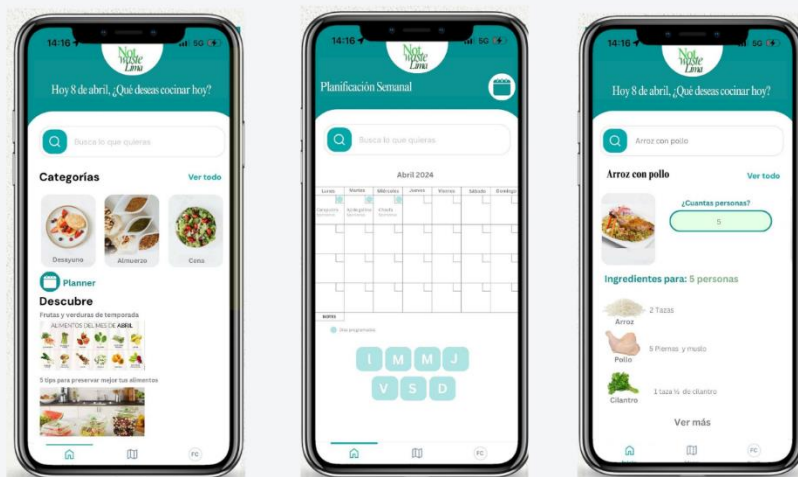 14:16
5G
Not
waste
Lima
Hoy 8 de abril, ¿Qué deseas cocinar hoy?
Busca lo que quieras
Categorías
Ver todo
Desayuno
Almuerzo
Cena
Planner
Descubre
Frutas y verduras de temporada
ALIMENTOS DEL MES DE ABRIL
5 tips para preservar mejor tus alimentos
FC
14:16
5G
Not
waste
Lima
Planificación Semanal
Busca lo que quieras
Abril 2024
Lunes Martes Miércoles Jueves Viernes Sábado Domingo
NOTAS
Días programados
l M M J
V S D
FC
14:16
5G
Not
waste
Lima
Hoy 8 de abril, ¿Qué deseas cocinar hoy?
Arroz con pollo
Arroz con pollo
Ver todo
¿Cuantas personas?
5
Ingredientes para: 5 personas
2 Tazas
Arroz
5 Piernas y muslo
Pollo
1 taza ½ de cilantro
Cilantro
Ver más
FC